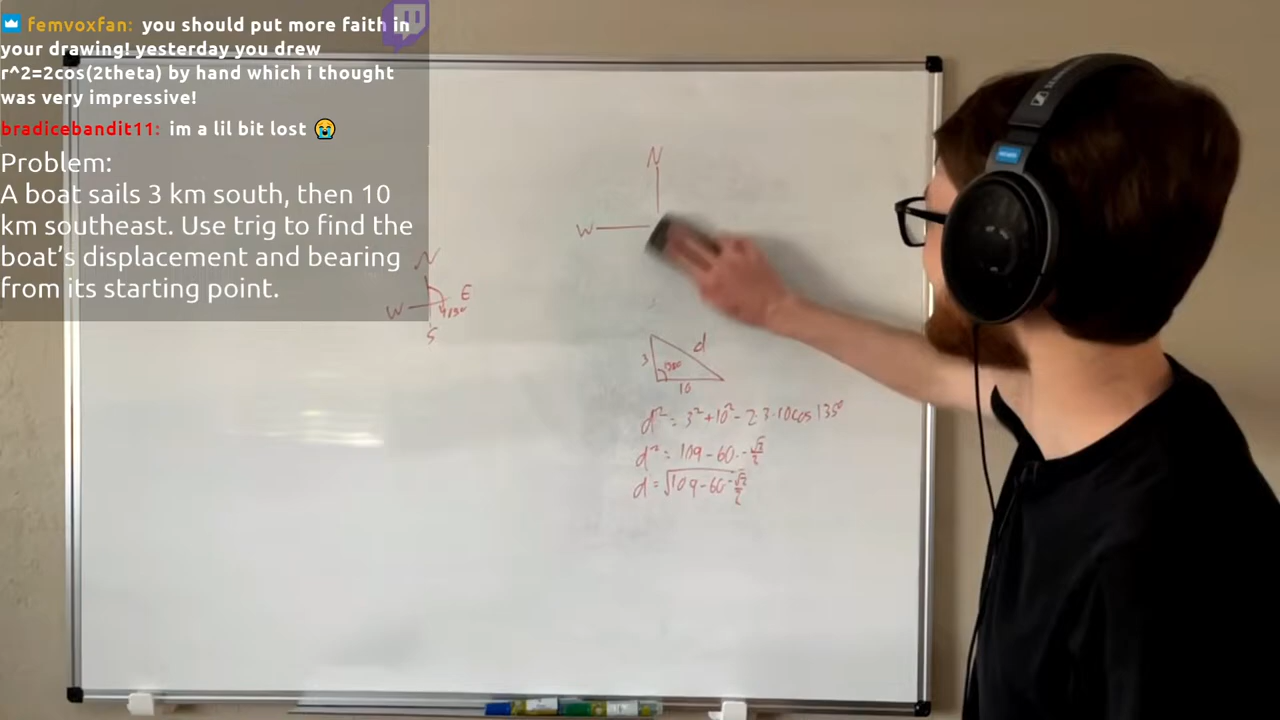 femvoxfan: you should put more faith in
your drawing! yesterday you drew
r^2=2cos(2theta) by hand which i thought
was very impressive!
bradicebandit11: im a lil bit lost 😭
Problem:
A boat sails 3 km south, then 10
km southeast. Use trig to find the
boat's displacement and bearing
from its starting point.
N
W E
S
N
W
3 d
10
d² = 3² + 10² - 2·3·10cos 135°
d² = 109 - 60 · -√2/2
d = √109 - 60 · -√2/2